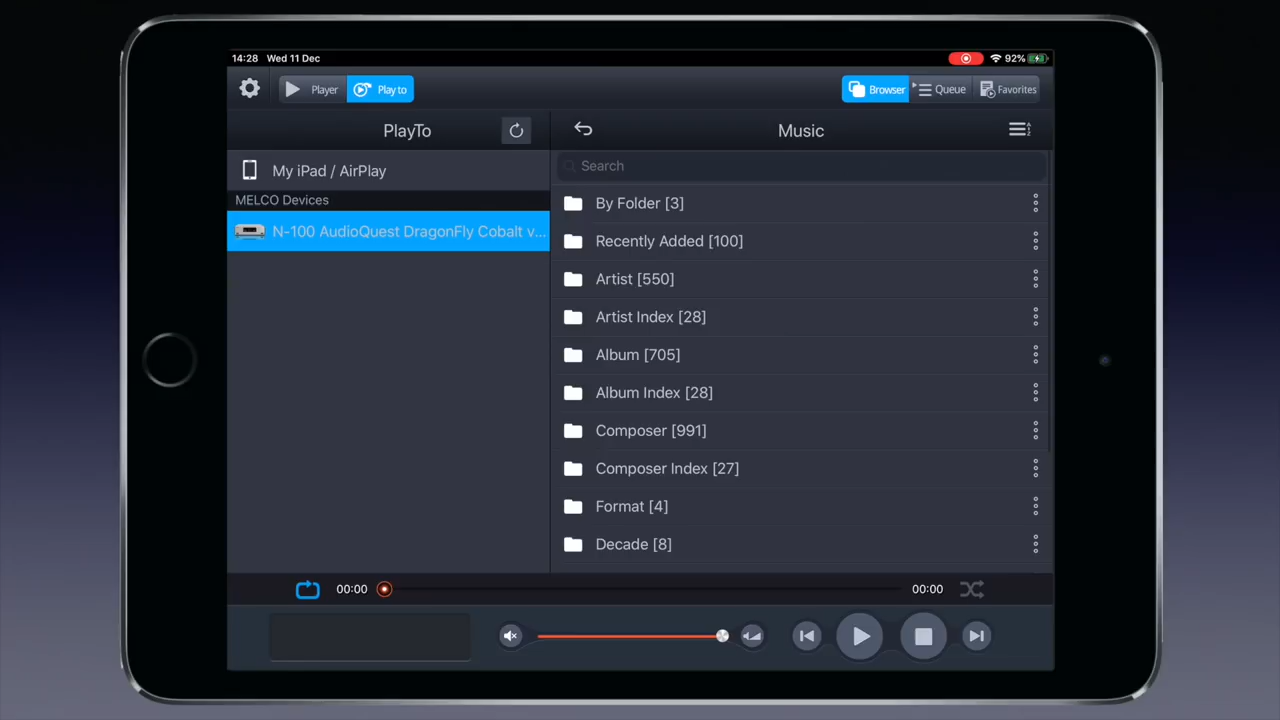 14:28 Wed 11 Dec
92%
Player
Play to
Browser
Queue
Favorites
PlayTo
Music
My iPad / AirPlay
MELCO Devices
N-100 AudioQuest DragonFly Cobalt v...
Search
By Folder [3]
Recently Added [100]
Artist [550]
Artist Index [28]
Album [705]
Album Index [28]
Composer [991]
Composer Index [27]
Format [4]
Decade [8]
00:00
00:00